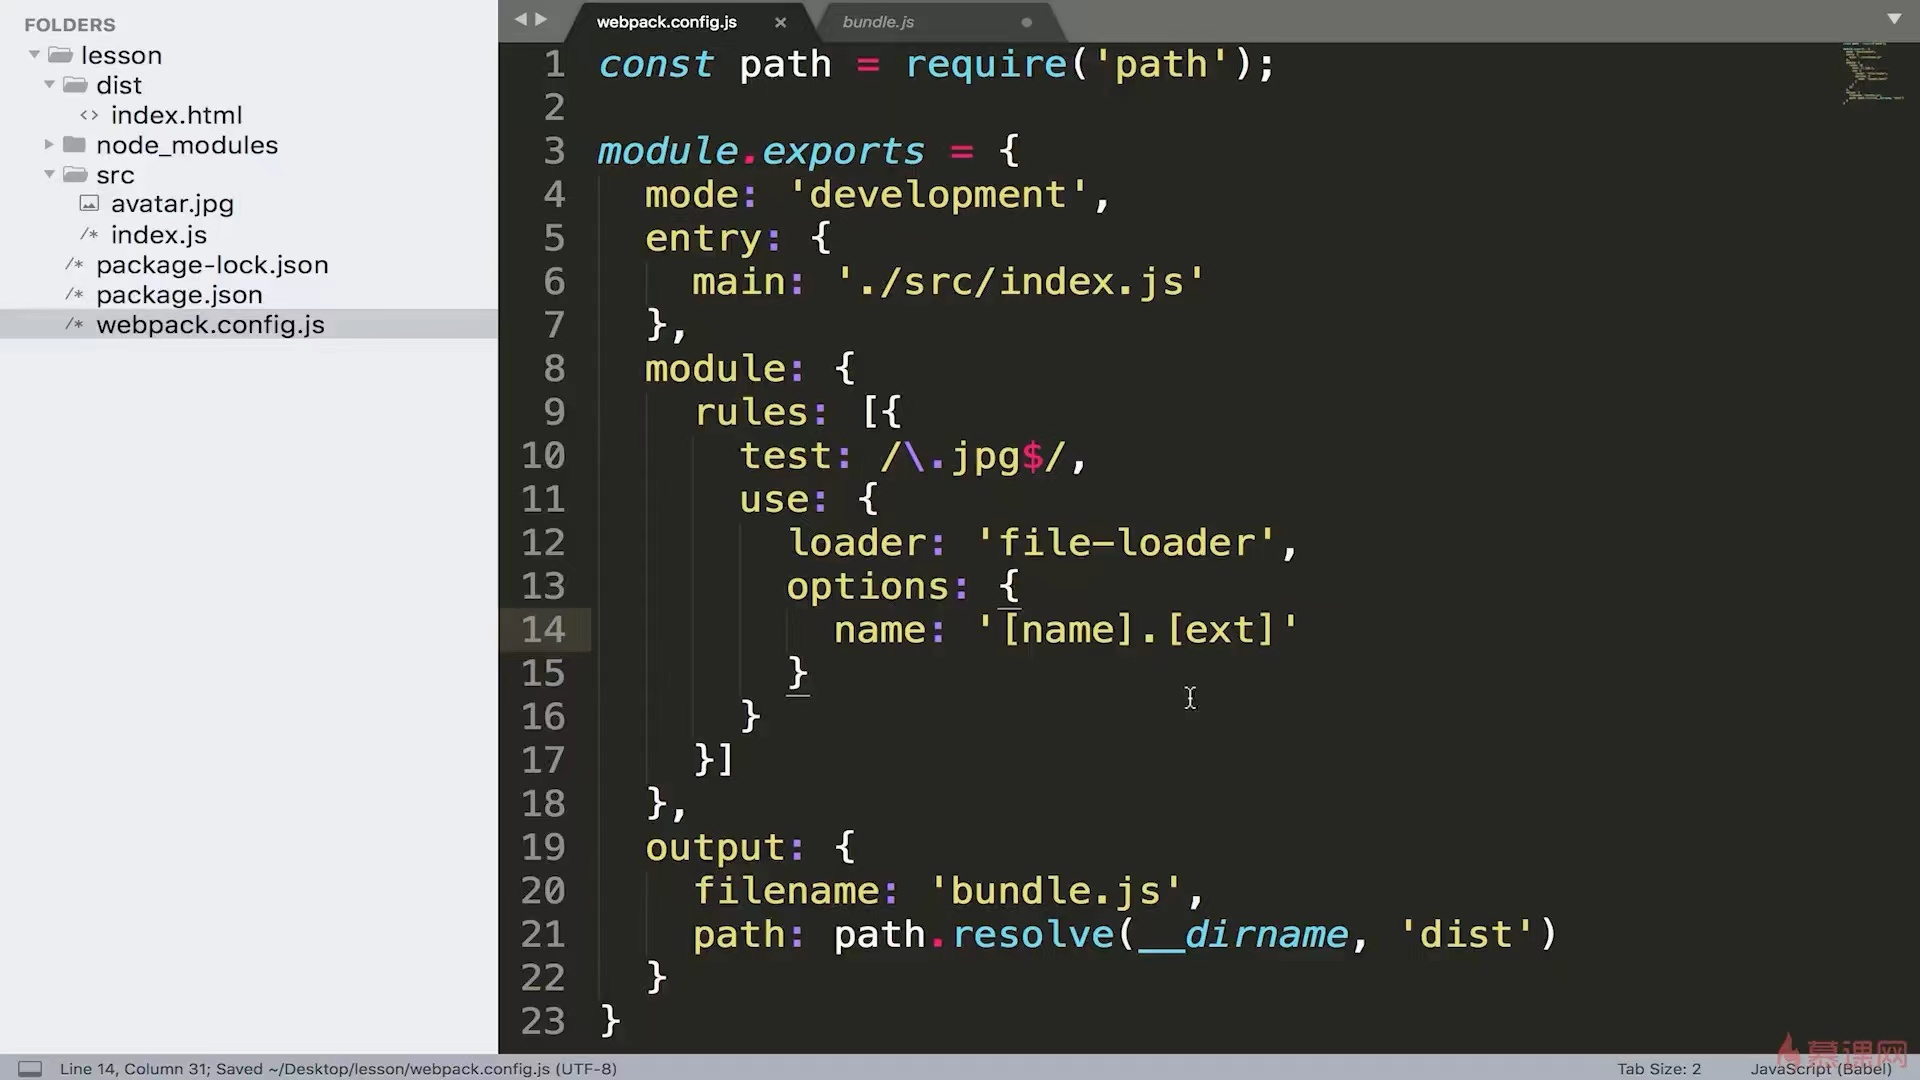 FOLDERS
lesson
dist
index.html
node_modules
src
avatar.jpg
index.js
package-lock.json
package.json
webpack.config.js
webpack.config.js
bundle.js
1 const path = require('path');
2
3 module.exports = {
4 mode: 'development',
5 entry: {
6 main: './src/index.js'
7 },
8 module: {
9 rules: [{
10 test: /\.jpg$/,
11 use: {
12 loader: 'file-loader',
13 options: {
14 name: '[name].[ext]'
15 }
16 }
17 }]
18 },
19 output: {
20 filename: 'bundle.js',
21 path: path.resolve(__dirname, 'dist')
22 }
23 }
慕课网
Line 14, Column 31; Saved ~/Desktop/lesson/webpack.config.js (UTF-8)
Tab Size: 2
JavaScript (Babel)